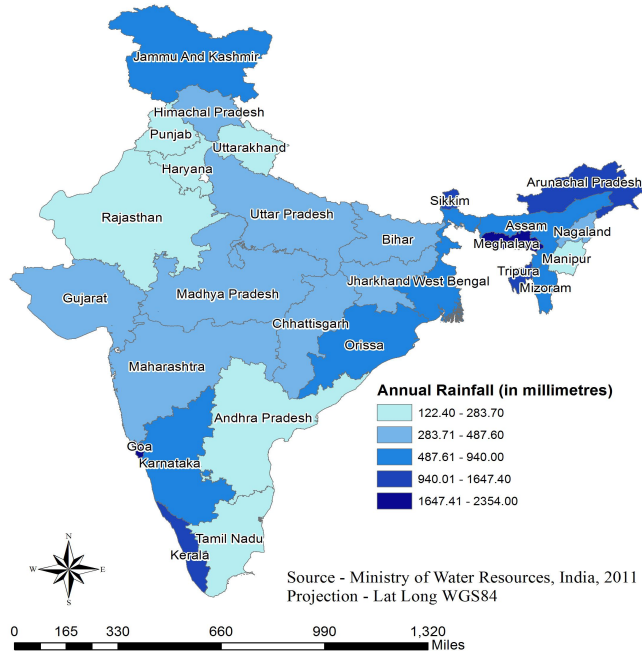 Jammu And Kashmir
Himachal Pradesh
Punjab
Uttarakhand
Haryana
Arunachal Pradesh
Sikkim
Rajasthan
Uttar Pradesh
Assam
Nagaland
Bihar
Meghalaya
Manipur
Tripura
Jharkhand
West Bengal
Mizoram
Gujarat
Madhya Pradesh
Chhattisgarh
Orissa
Maharashtra
Annual Rainfall (in millimetres)
122.40 - 283.70
283.71 - 487.60
487.61 - 940.00
940.01 - 1647.40
1647.41 - 2354.00
Andhra Pradesh
Goa
Karnataka
Tamil Nadu
Kerala
N
W E
S
Source - Ministry of Water Resources, India, 2011
Projection - Lat Long WGS84
0 165 330 660 990 1,320
Miles